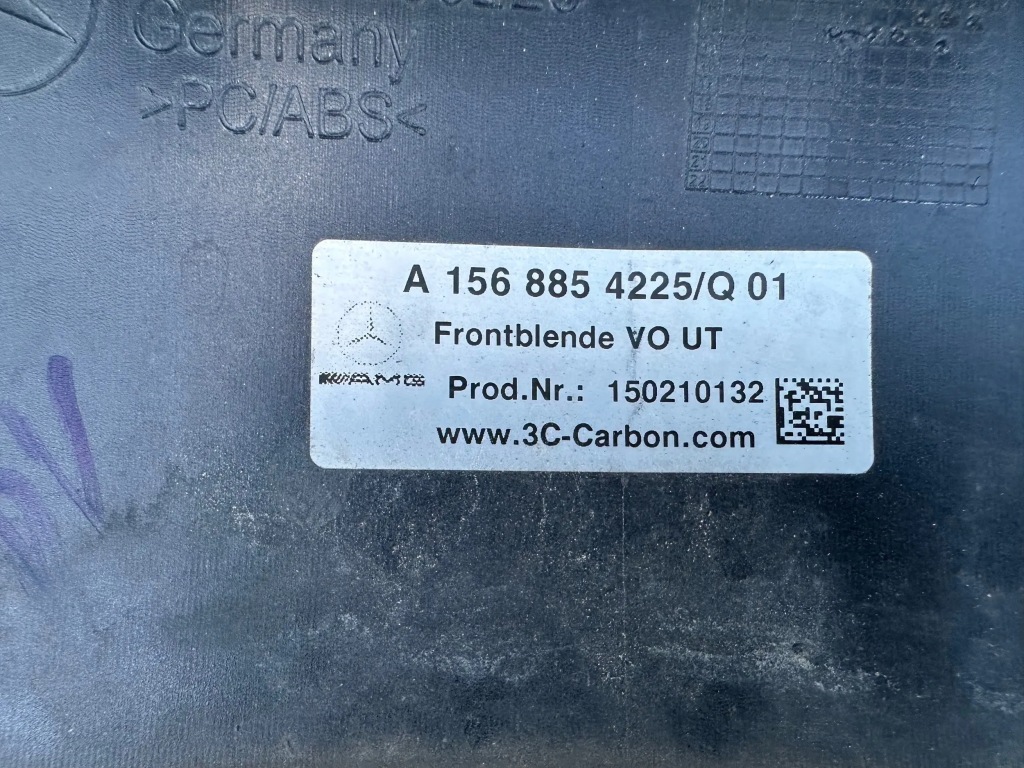 Germany
>PC/ABS<
A 156 885 4225/Q 01
Frontblende VO UT
AMG
Prod.Nr.: 150210132
www.3C-Carbon.com